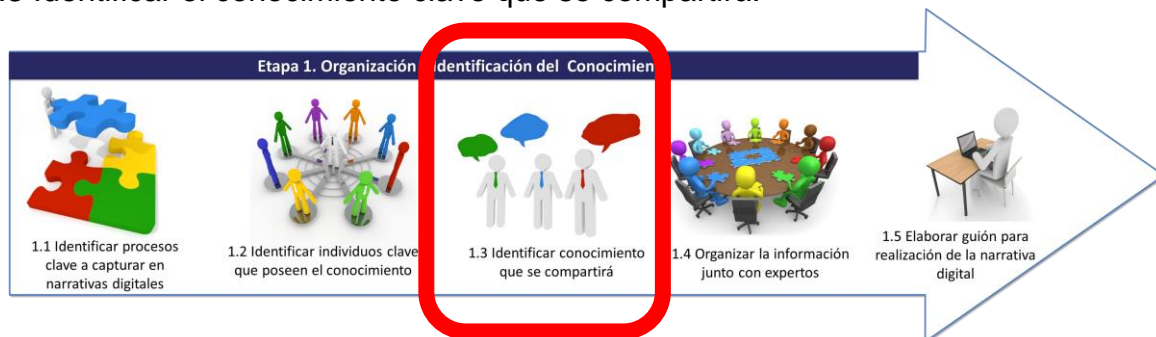 Identificar el conocimiento clave que se compartirá.
Etapa 1. Organización dentificación del Conocimien
1.1 Identificar procesos
clave a capturar en
narrativas digitales
1.2 Identificar individuos clave
que poseen el conocimiento
1.3 Identificar conocimiento
que se compartirá
1.4 Organizar la información
junto con expertos
1.5 Elaborar guión para
realización de la narrativa
digital